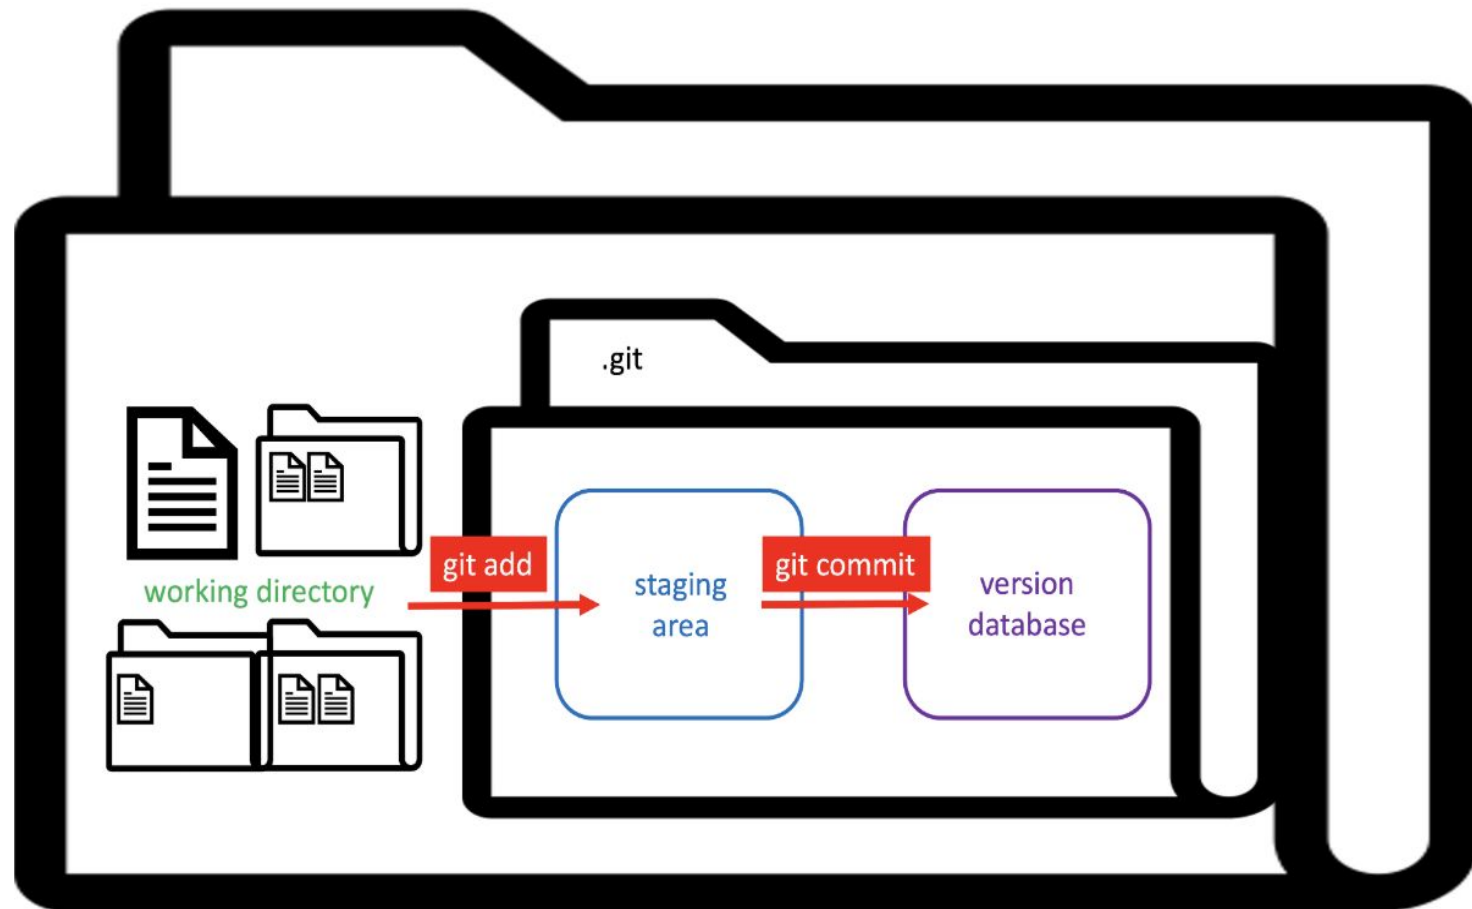 .git
working directory
git add
staging
area
git commit
version
database